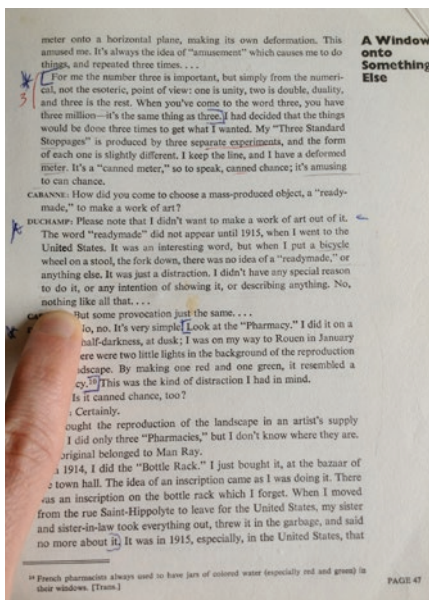 meter onto a horizontal plane, making its own deformation. This
amused me. It's always the idea of "amusement" which causes me to do
things, and repeated three times. . . .
For me the number three is important, but simply from the numeri-
cal, not the esoteric, point of view: one is unity, two is double, duality,
and three is the rest. When you've come to the word three, you have
three million—it's the same thing as three. I had decided that the things
would be done three times to get what I wanted. My "Three Standard
Stoppages" is produced by three separate experiments, and the form
of each one is slightly different. I keep the line, and I have a deformed
meter. It's a "canned meter," so to speak, canned chance; it's amusing
to can chance.
CABANNE: How did you come to choose a mass-produced object, a "ready-
made," to make a work of art?
DUCHAMP: Please note that I didn't want to make a work of art out of it.
The word "readymade" did not appear until 1915, when I went to the
United States. It was an interesting word, but when I put a bicycle
wheel on a stool, the fork down, there was no idea of a "readymade," or
anything else. It was just a distraction. I didn't have any special reason
to do it, or any intention of showing it, or describing anything. No,
nothing like all that. . . .
But some provocation just the same. . . .
no. It's very simple. Look at the "Pharmacy." I did it on a
half-darkness, at dusk; I was on my way to Rouen in January
were two little lights in the background of the reproduction
By making one red and one green, it resembled a
16 This was the kind of distraction I had in mind.
Is it canned chance, too?
Certainly.
the reproduction of the landscape in an artist's supply
I did only three "Pharmacies," but I don't know where they are.
original belonged to Man Ray.
1914, I did the "Bottle Rack." I just bought it, at the bazaar of
town hall. The idea of an inscription came as I was doing it. There
was an inscription on the bottle rack which I forget. When I moved
from the rue Saint-Hippolyte to leave for the United States, my sister
and sister-in-law took everything out, threw it in the garbage, and said
no more about it. It was in 1915, especially, in the United States, that
16 French pharmacists always used to have jars of colored water (especially red and green) in
their windows. [Trans.]
PAGE 47
A Window
onto
Something
Else
3